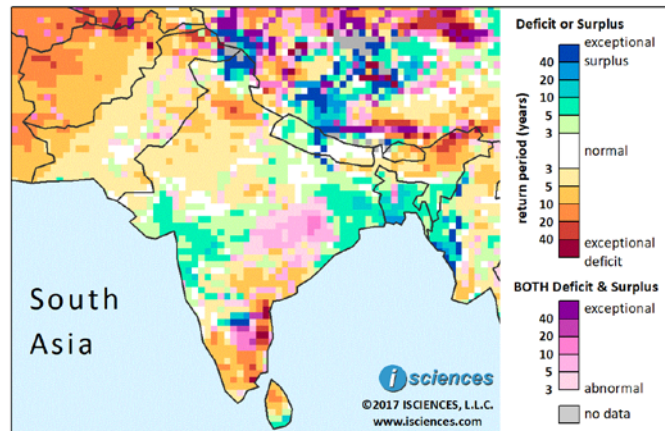 South
Asia
i sciences
©2017 ISCIENCES, L.L.C.
www.isciences.com
Deficit or Surplus
return period (years)
exceptional
surplus
40
20
10
5
3
normal
3
5
10
20
40
exceptional
deficit
BOTH Deficit & Surplus
exceptional
40
20
10
5
3
abnormal
no data